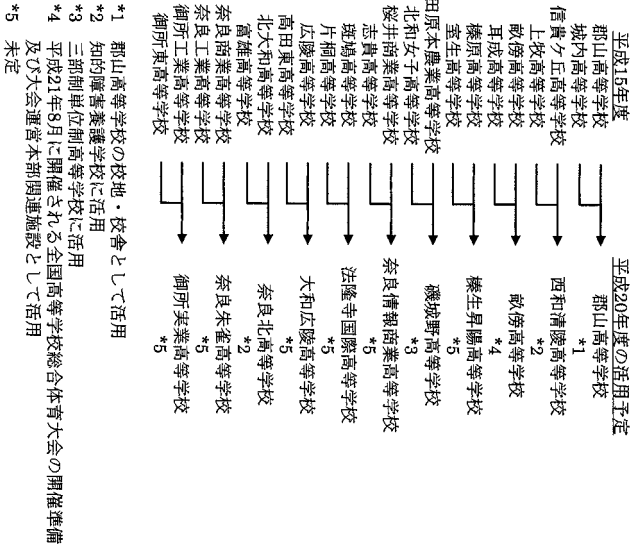 平成15年度 平成20年度の活用予定
郡山高等学校 郡山高等学校
城内高等学校 *1
信貴ケ丘高等学校 西和清陵高等学校
上牧高等学校 *2
畝傍高等学校 畝傍高等学校
耳成高等学校 *4
榛原高等学校 榛生昇陽高等学校
室生高等学校 *5
田原本農業高等学校 磯城野高等学校
北和女子高等学校 *3
桜井商業高等学校 奈良情報商業高等学校
志貴高等学校 *5
斑鳩高等学校 法隆寺国際高等学校
片桐高等学校 *5
広陵高等学校 大和広陵高等学校
高田東高等学校 *5
北大和高等学校 奈良北高等学校
富雄高等学校 *2
奈良商業高等学校 奈良朱雀高等学校
奈良工業高等学校 *5
御所工業高等学校 御所実業高等学校
御所東高等学校 *5
*1 郡山高等学校の校地・校舎として活用
*2 知的障害養護学校に活用
*3 三部制単位制高等学校に活用
*4 平成21年8月に開催される全国高等学校総合体育大会の開催準備
及び大会運営本部関連施設として活用
*5 未定